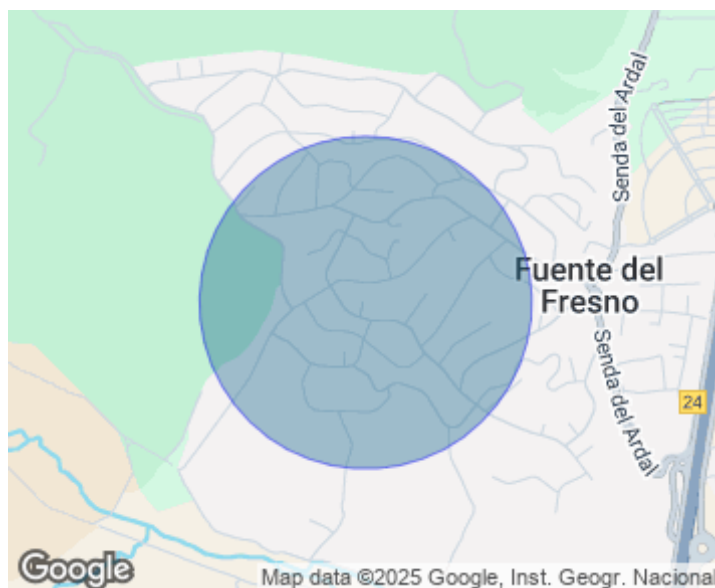 Senda del Ardal
Fuente del
Fresno
Senda del Ardal
24
Google
Map data ©2025 Google, Inst. Geogr. Nacional